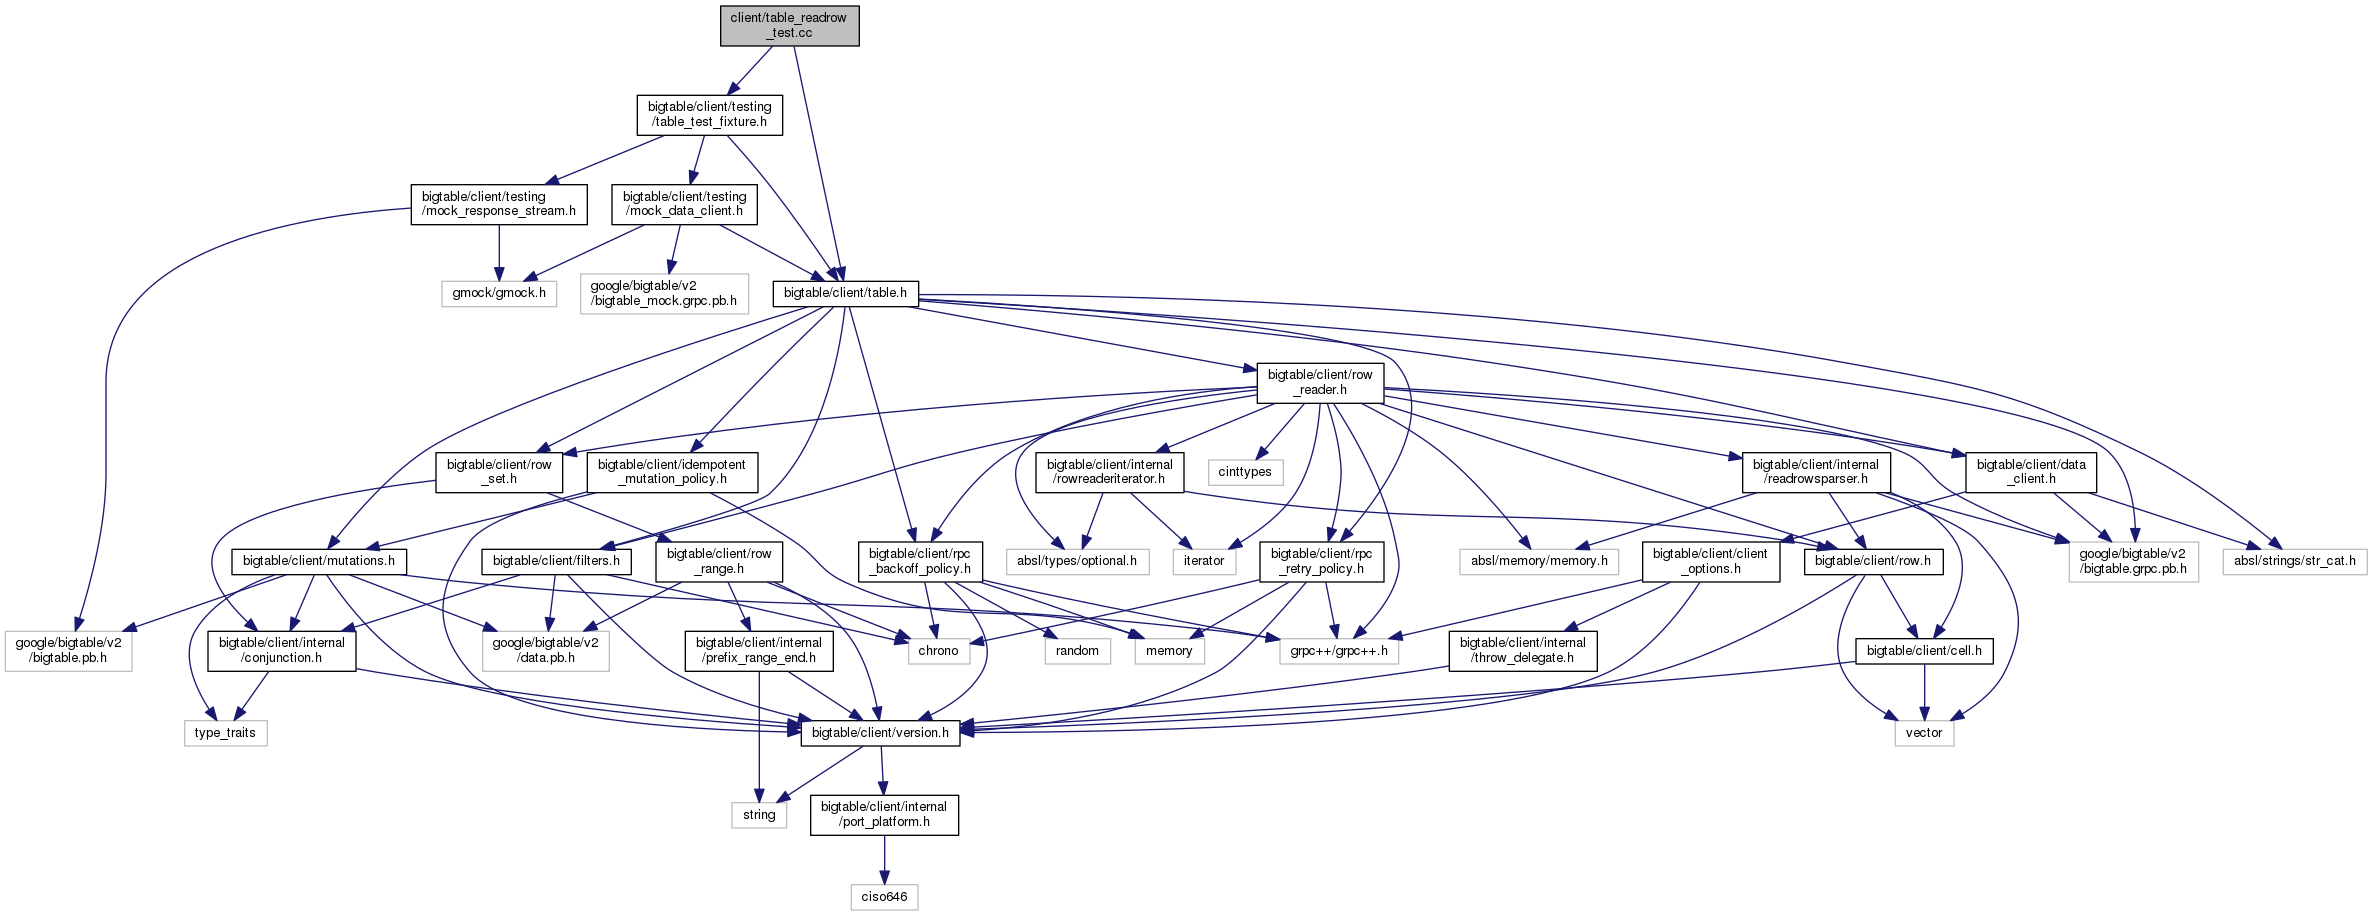 client/table_readrow
_test.cc
bigtable/client/testing
/table_test_fixture.h
bigtable/client/testing
/mock_response_stream.h
bigtable/client/testing
/mock_data_client.h
gmock/gmock.h
google/bigtable/v2
/bigtable_mock.grpc.pb.h
bigtable/client/table.h
bigtable/client/row
_reader.h
bigtable/client/row
_set.h
bigtable/client/idempotent
_mutation_policy.h
bigtable/client/internal
/rowreaderiterator.h
cinttypes
bigtable/client/internal
/readrowsparser.h
bigtable/client/data
_client.h
bigtable/client/mutations.h
bigtable/client/filters.h
bigtable/client/row
_range.h
bigtable/client/rpc
_backoff_policy.h
absl/types/optional.h
iterator
bigtable/client/rpc
_retry_policy.h
absl/memory/memory.h
bigtable/client/client
_options.h
bigtable/client/row.h
google/bigtable/v2
/bigtable.grpc.pb.h
absl/strings/str_cat.h
google/bigtable/v2
/bigtable.pb.h
bigtable/client/internal
/conjunction.h
google/bigtable/v2
/data.pb.h
bigtable/client/internal
/prefix_range_end.h
chrono
random
memory
grpc++/grpc++.h
bigtable/client/internal
/throw_delegate.h
bigtable/client/cell.h
type_traits
bigtable/client/version.h
vector
string
bigtable/client/internal
/port_platform.h
ciso646